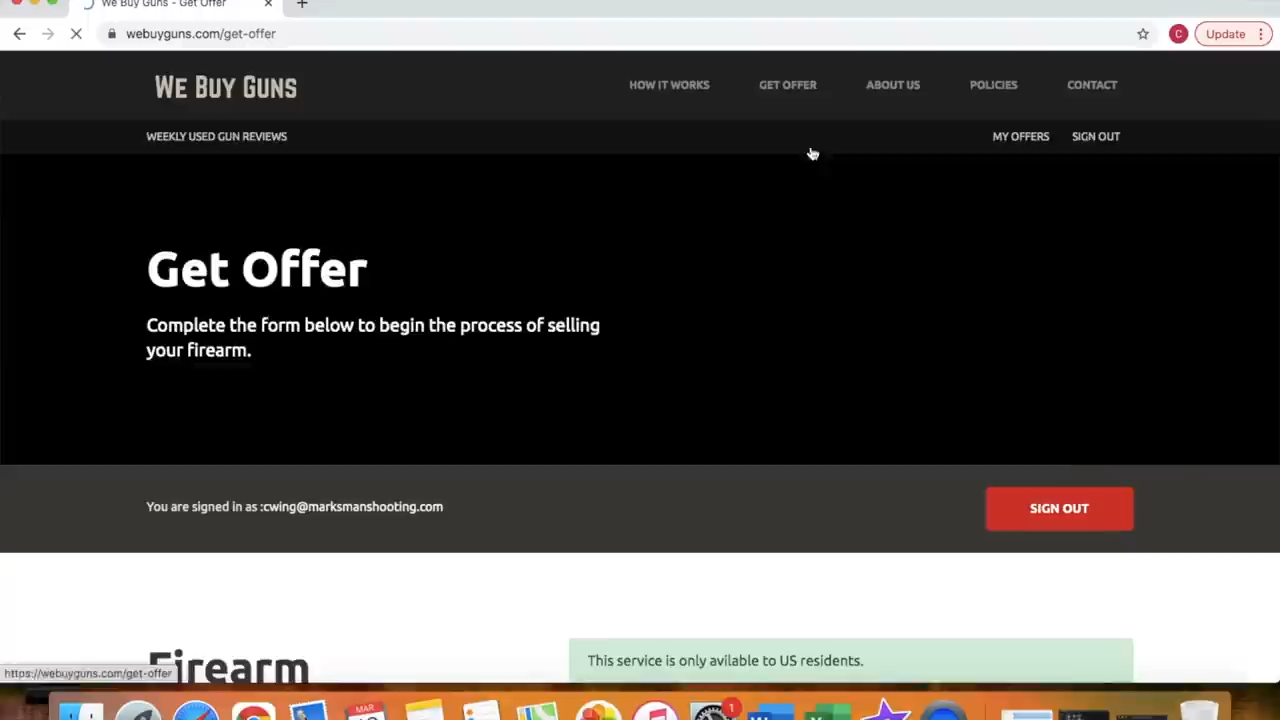 We Buy Guns - Get Offer
webuyguns.com/get-offer
C
Update
We Buy Guns
HOW IT WORKS
GET OFFER
ABOUT US
POLICIES
CONTACT
WEEKLY USED GUN REVIEWS
MY OFFERS
SIGN OUT
Get Offer
Complete the form below to begin the process of selling
your firearm.
You are signed in as :cwing@marksmanshooting.com
SIGN OUT
Firearm
This service is only avilable to US residents.
https://webuyguns.com/get-offer
MAR
1